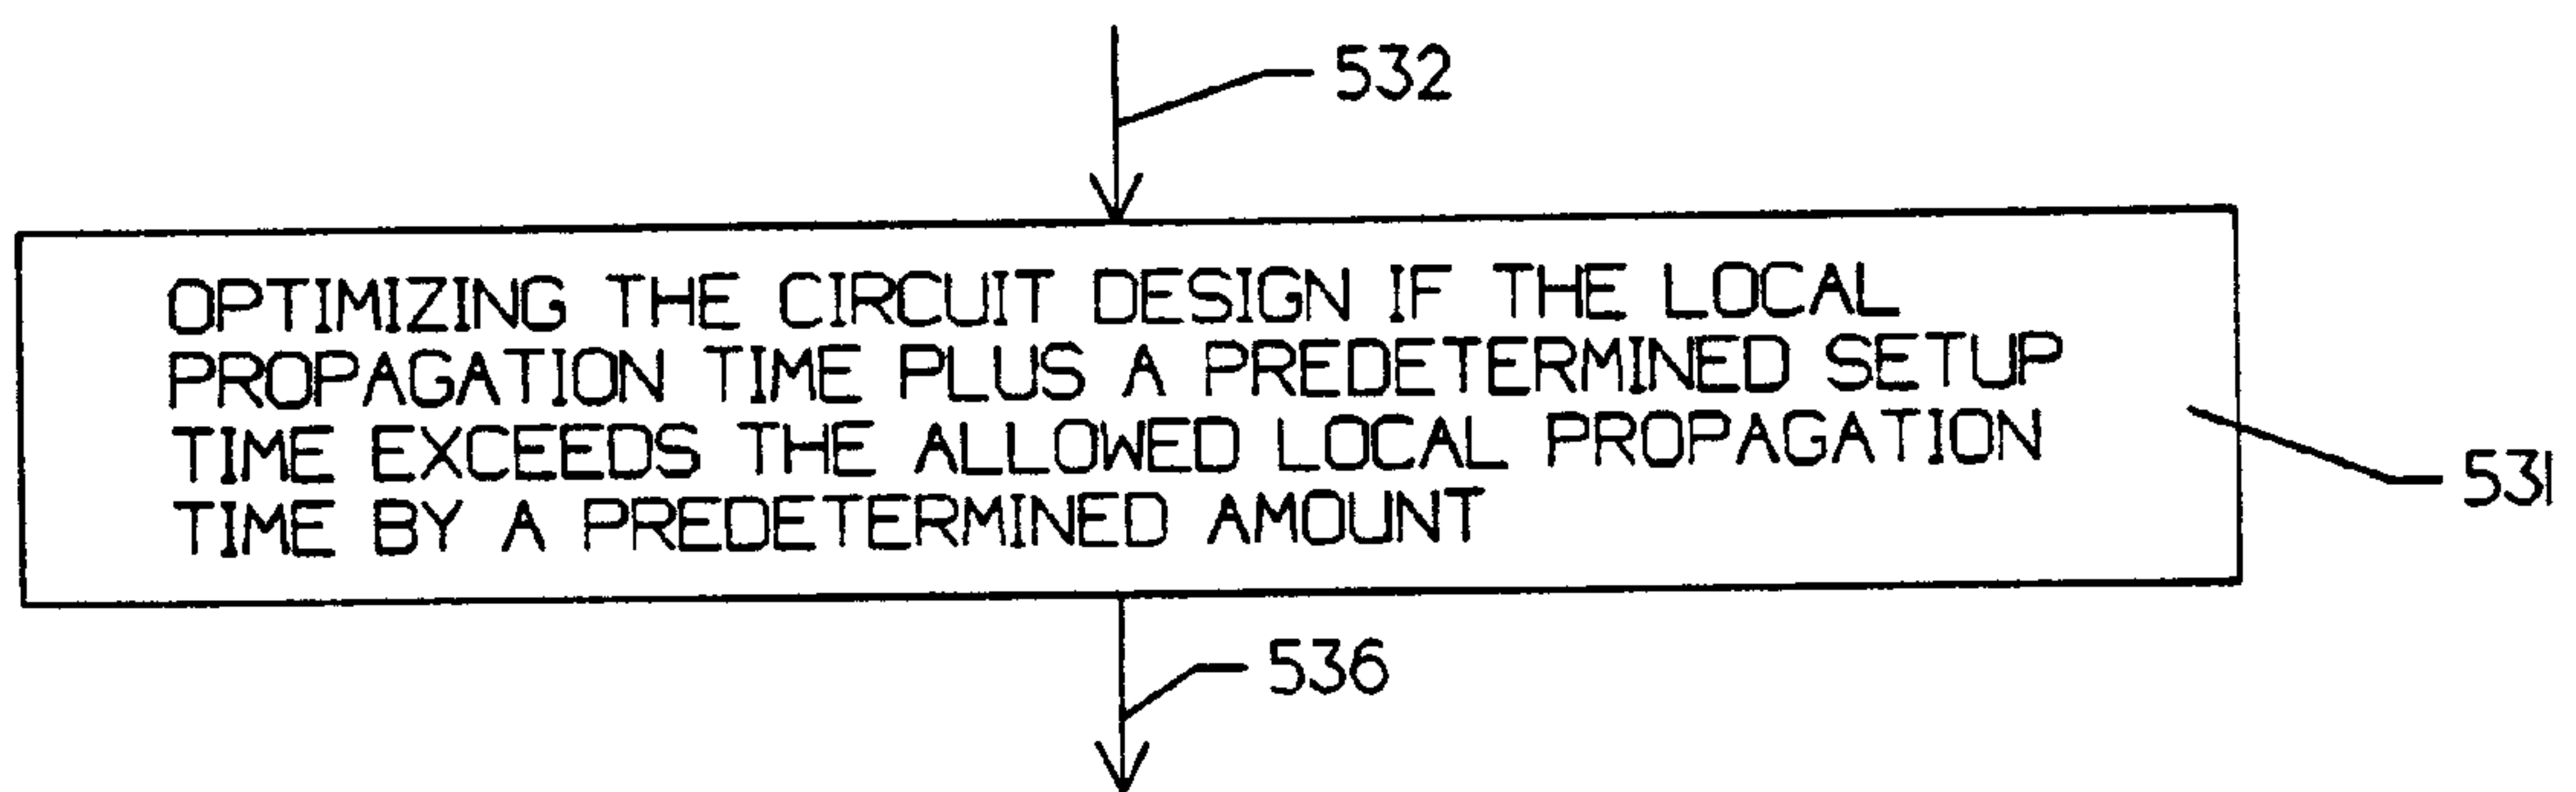 532
OPTIMIZING THE CIRCUIT DESIGN IF THE LOCAL
PROPAGATION TIME PLUS A PREDETERMINED SETUP
TIME EXCEEDS THE ALLOWED LOCAL PROPAGATION
TIME BY A PREDETERMINED AMOUNT
531
536